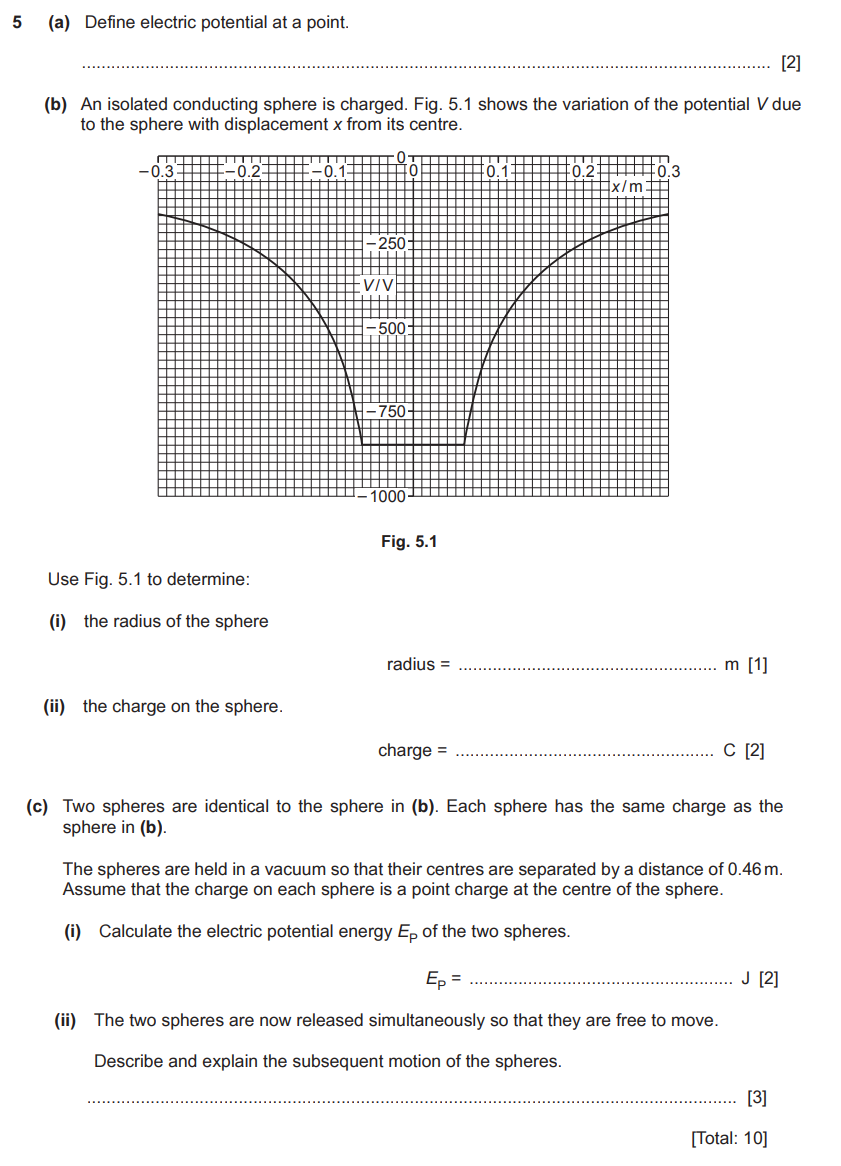 5 (a) Define electric potential at a point.
.......................................................................................................................................... [2]
(b) An isolated conducting sphere is charged. Fig. 5.1 shows the variation of the potential V due
to the sphere with displacement x from its centre.
0
−0.3 −0.2 −0.1 0 0.1 0.2 0.3
x/m
−250
V/V
−500
−750
−1000
Fig. 5.1
Use Fig. 5.1 to determine:
(i) the radius of the sphere
radius = ..................................................... m [1]
(ii) the charge on the sphere.
charge = ..................................................... C [2]
(c) Two spheres are identical to the sphere in (b). Each sphere has the same charge as the
sphere in (b).
The spheres are held in a vacuum so that their centres are separated by a distance of 0.46 m.
Assume that the charge on each sphere is a point charge at the centre of the sphere.
(i) Calculate the electric potential energy EP of the two spheres.
EP = ..................................................... J [2]
(ii) The two spheres are now released simultaneously so that they are free to move.
Describe and explain the subsequent motion of the spheres.
.................................................................................................................................... [3]
[Total: 10]